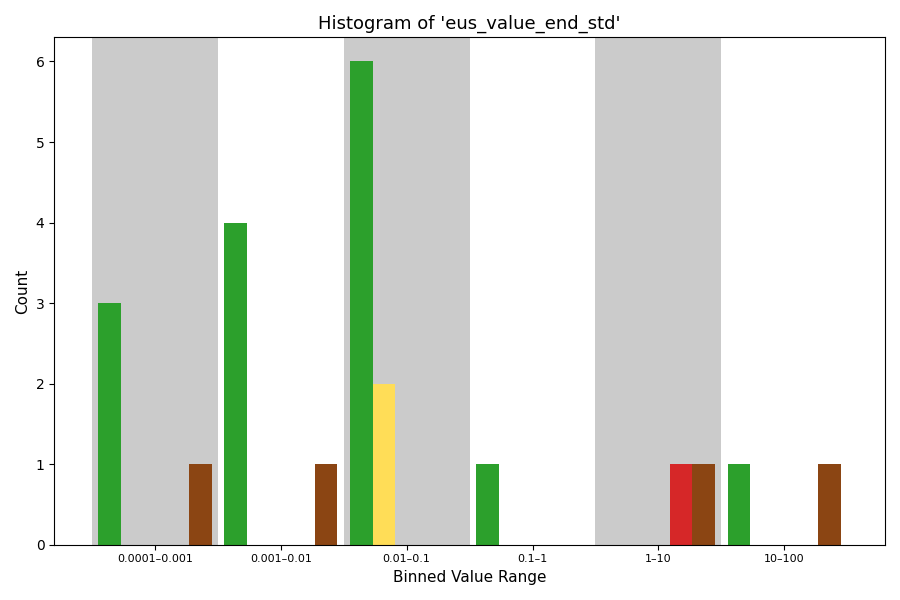 Histogram of 'eus_value_end_std'
Count
6
5
4
3
2
1
0
0.0001–0.001 0.001–0.01 0.01–0.1 0.1–1 1–10 10–100
Binned Value Range